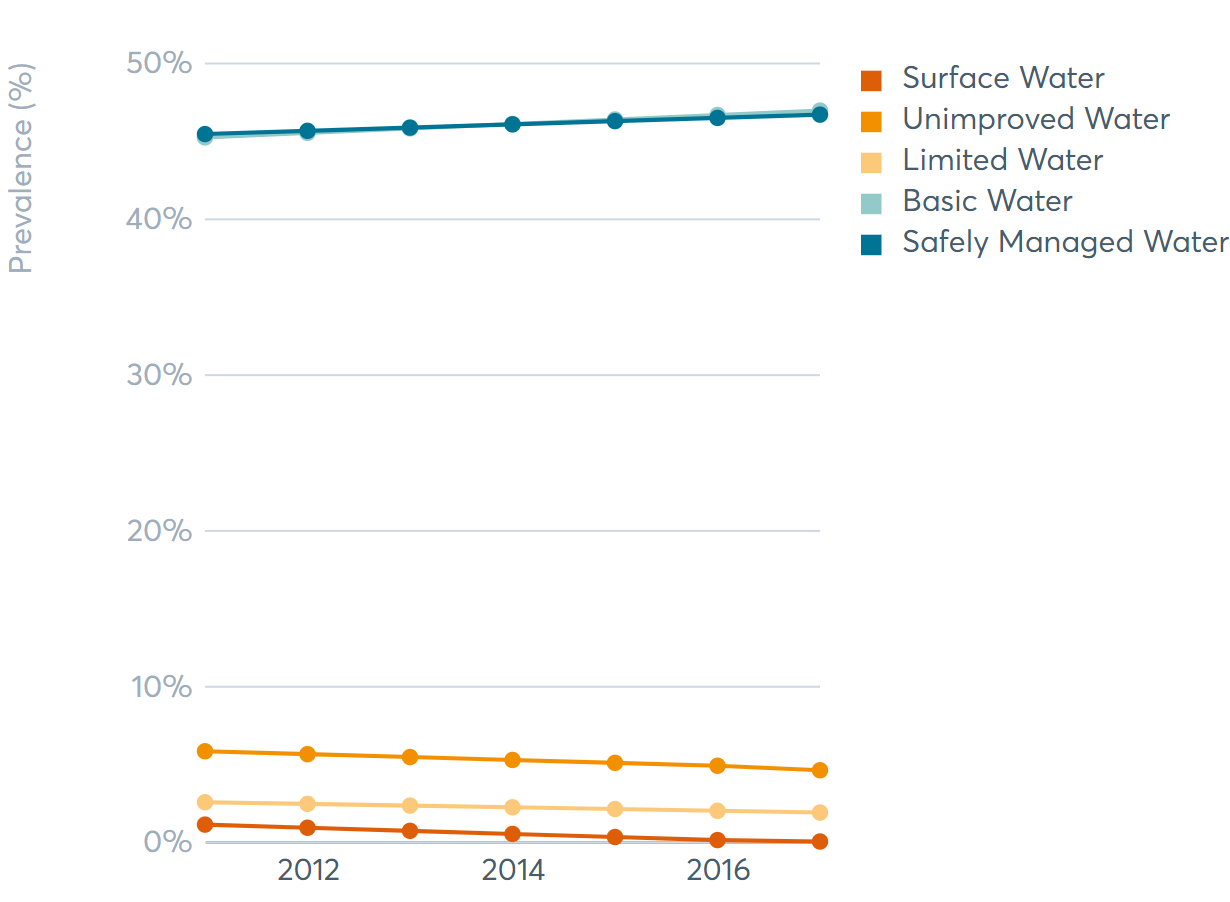 Prevalence (%)
50%
40%
30%
20%
10%
0%
2012
2014
2016
Surface Water
Unimproved Water
Limited Water
Basic Water
Safely Managed Water